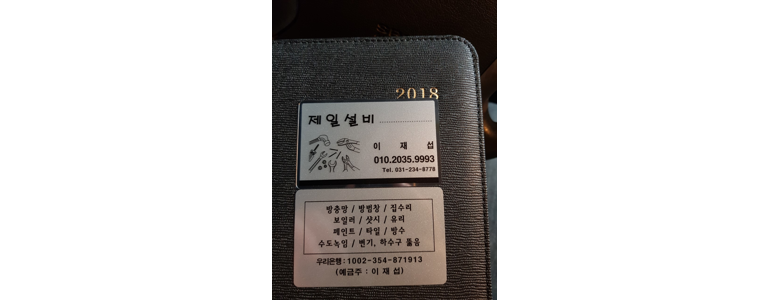 2018
제일설비
이 재 섭
010.2035.9993
Tel. 031-234-8778
방충망 / 방범창 / 집수리
보일러 / 샷시 / 유리
페인트 / 타일 / 방수
수도녹임 / 변기, 하수구 뚫음
우리은행 : 1002-354-871913
(예금주 : 이 재 섭)